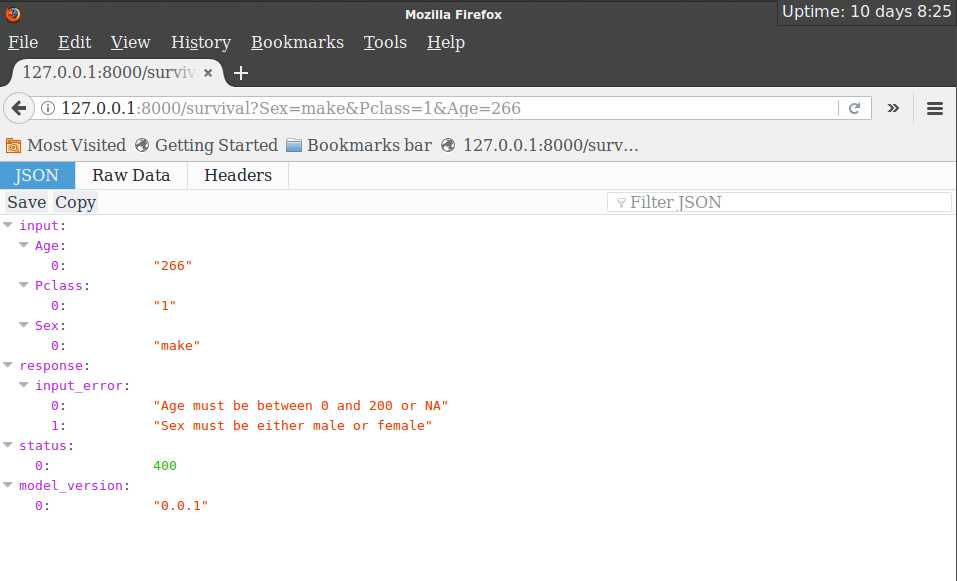 Mozilla Firefox
Uptime: 10 days 8:25
File Edit View History Bookmarks Tools Help
127.0.0.1:8000/surviv
127.0.0.1:8000/survival?Sex=make&Pclass=1&Age=266
Most Visited Getting Started Bookmarks bar 127.0.0.1:8000/surv...
JSON Raw Data Headers
Save Copy Filter JSON
input:
Age:
0: "266"
Pclass:
0: "1"
Sex:
0: "make"
response:
input_error:
0: "Age must be between 0 and 200 or NA"
1: "Sex must be either male or female"
status:
0: 400
model_version:
0: "0.0.1"